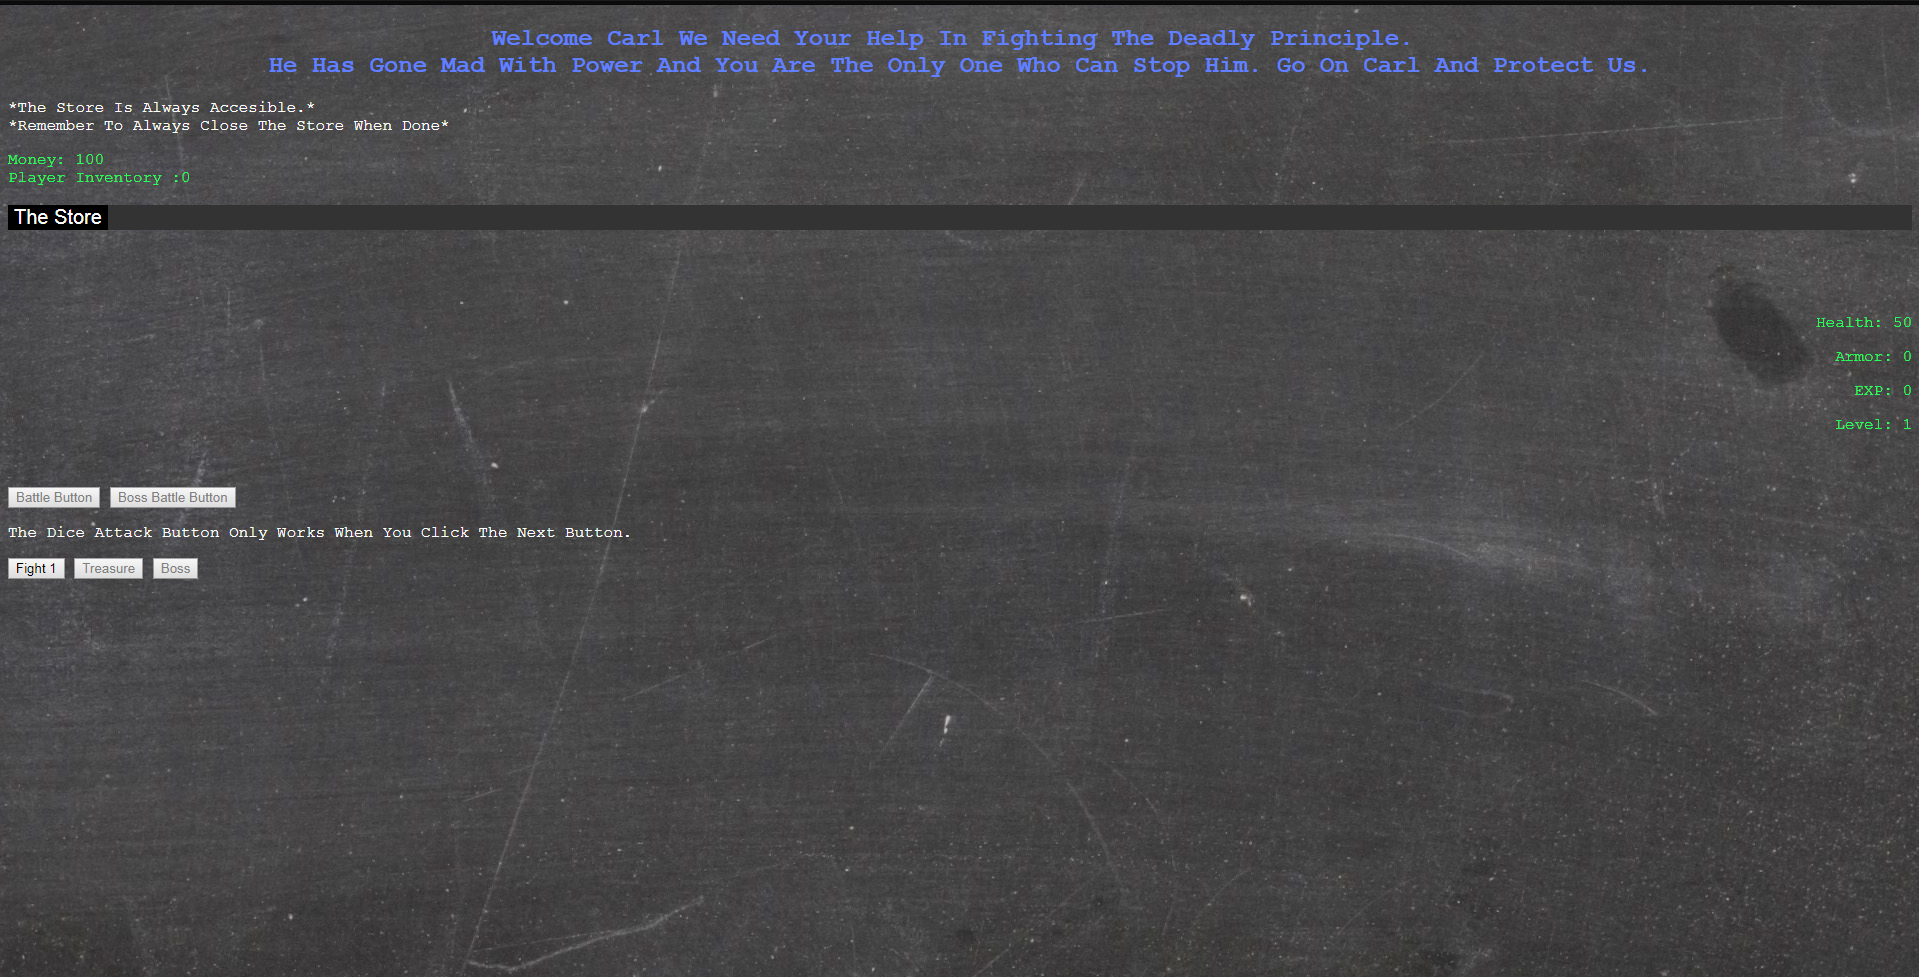 Welcome Carl We Need Your Help In Fighting The Deadly Principle.
He Has Gone Mad With Power And You Are The Only One Who Can Stop Him. Go On Carl And Protect Us.
*The Store Is Always Accesible.*
*Remember To Always Close The Store When Done*
Money: 100
Player Inventory :0
The Store
Health: 50
Armor: 0
EXP: 0
Level: 1
Battle Button Boss Battle Button
The Dice Attack Button Only Works When You Click The Next Button.
Fight 1 Treasure Boss